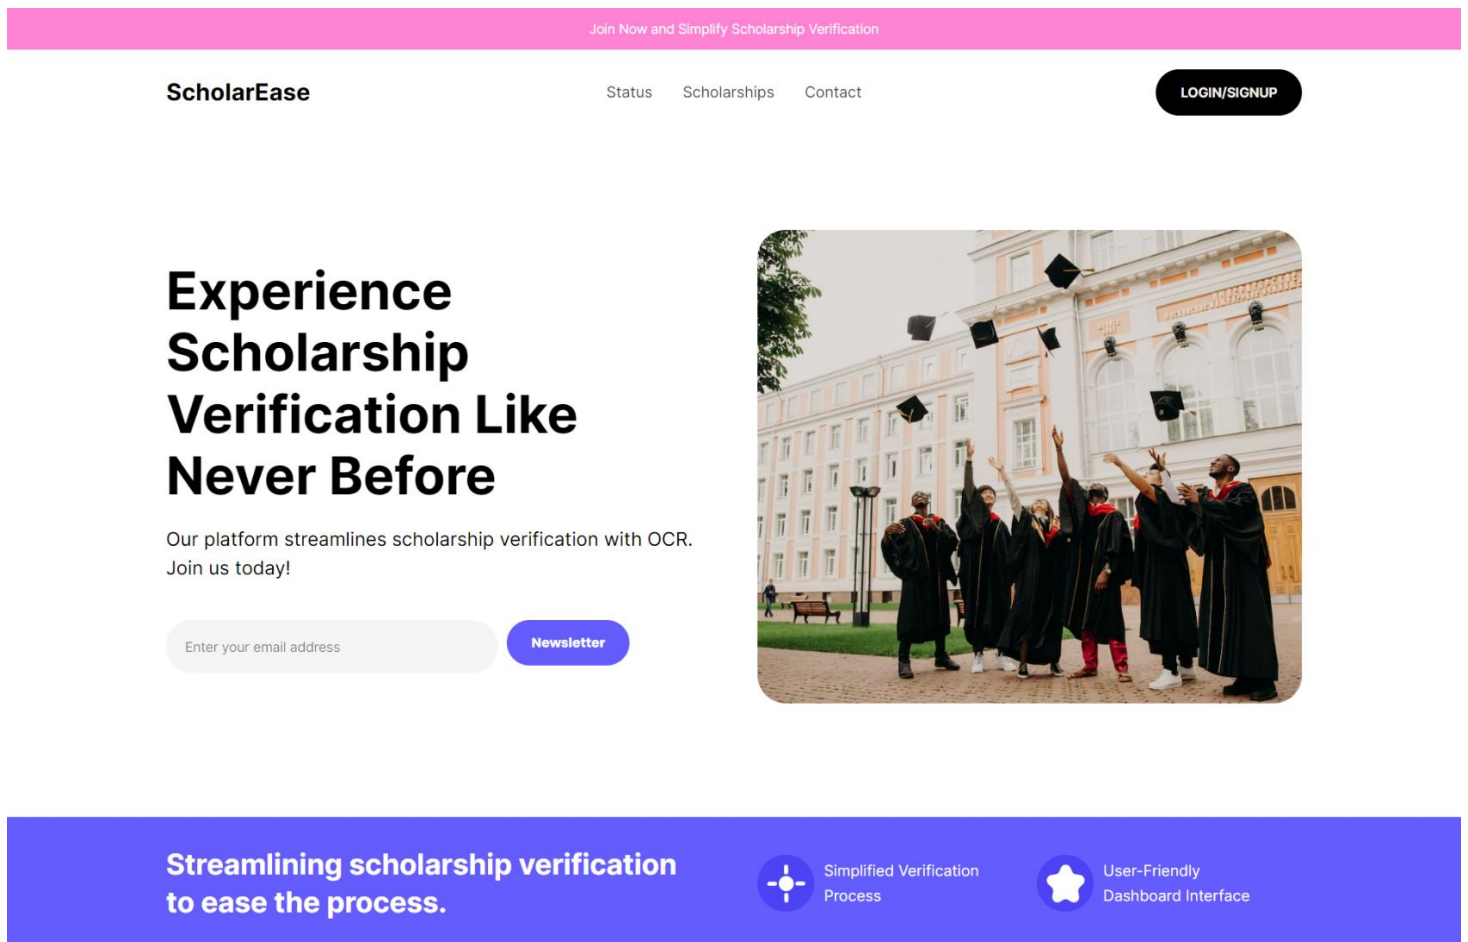 Join Now and Simplify Scholarship Verification
ScholarEase
Status
Scholarships
Contact
LOGIN/SIGNUP
Experience
Scholarship
Verification Like
Never Before
Our platform streamlines scholarship verification with OCR.
Join us today!
Enter your email address
Newsletter
Streamlining scholarship verification
to ease the process.
Simplified Verification
Process
User-Friendly
Dashboard Interface